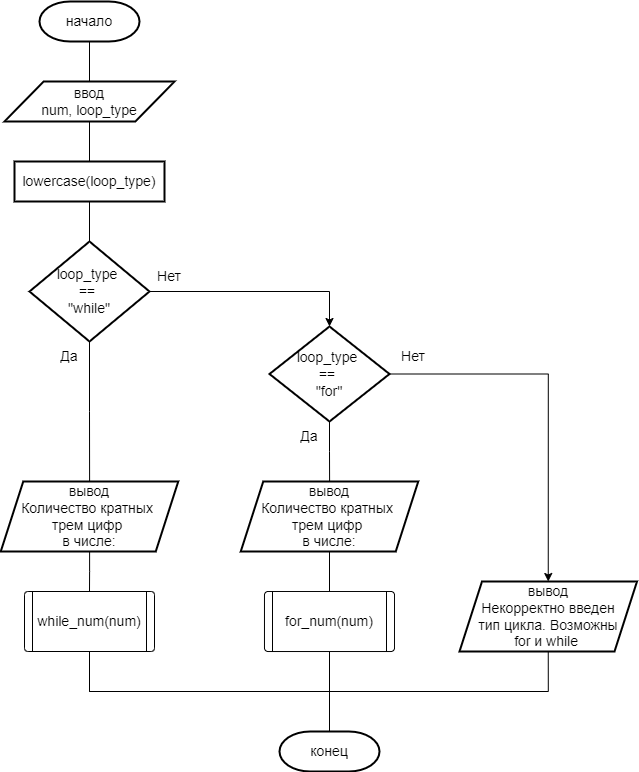 начало
ввод
num, loop_type
lowercase(loop_type)
loop_type
==
"while"
Нет
Да
loop_type
==
"for"
Нет
Да
вывод
Количество кратных
трем цифр
в числе:
вывод
Количество кратных
трем цифр
в числе:
while_num(num)
for_num(num)
вывод
Некорректно введен
тип цикла. Возможны
for и while
конец